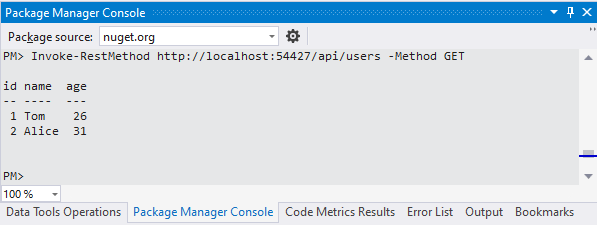 Package Manager Console
Package source: nuget.org
PM> Invoke-RestMethod http://localhost:54427/api/users -Method GET
id name  age
-- ----  ---
 1 Tom    26
 2 Alice  31
PM>
100 %
Data Tools Operations Package Manager Console Code Metrics Results Error List Output Bookmarks